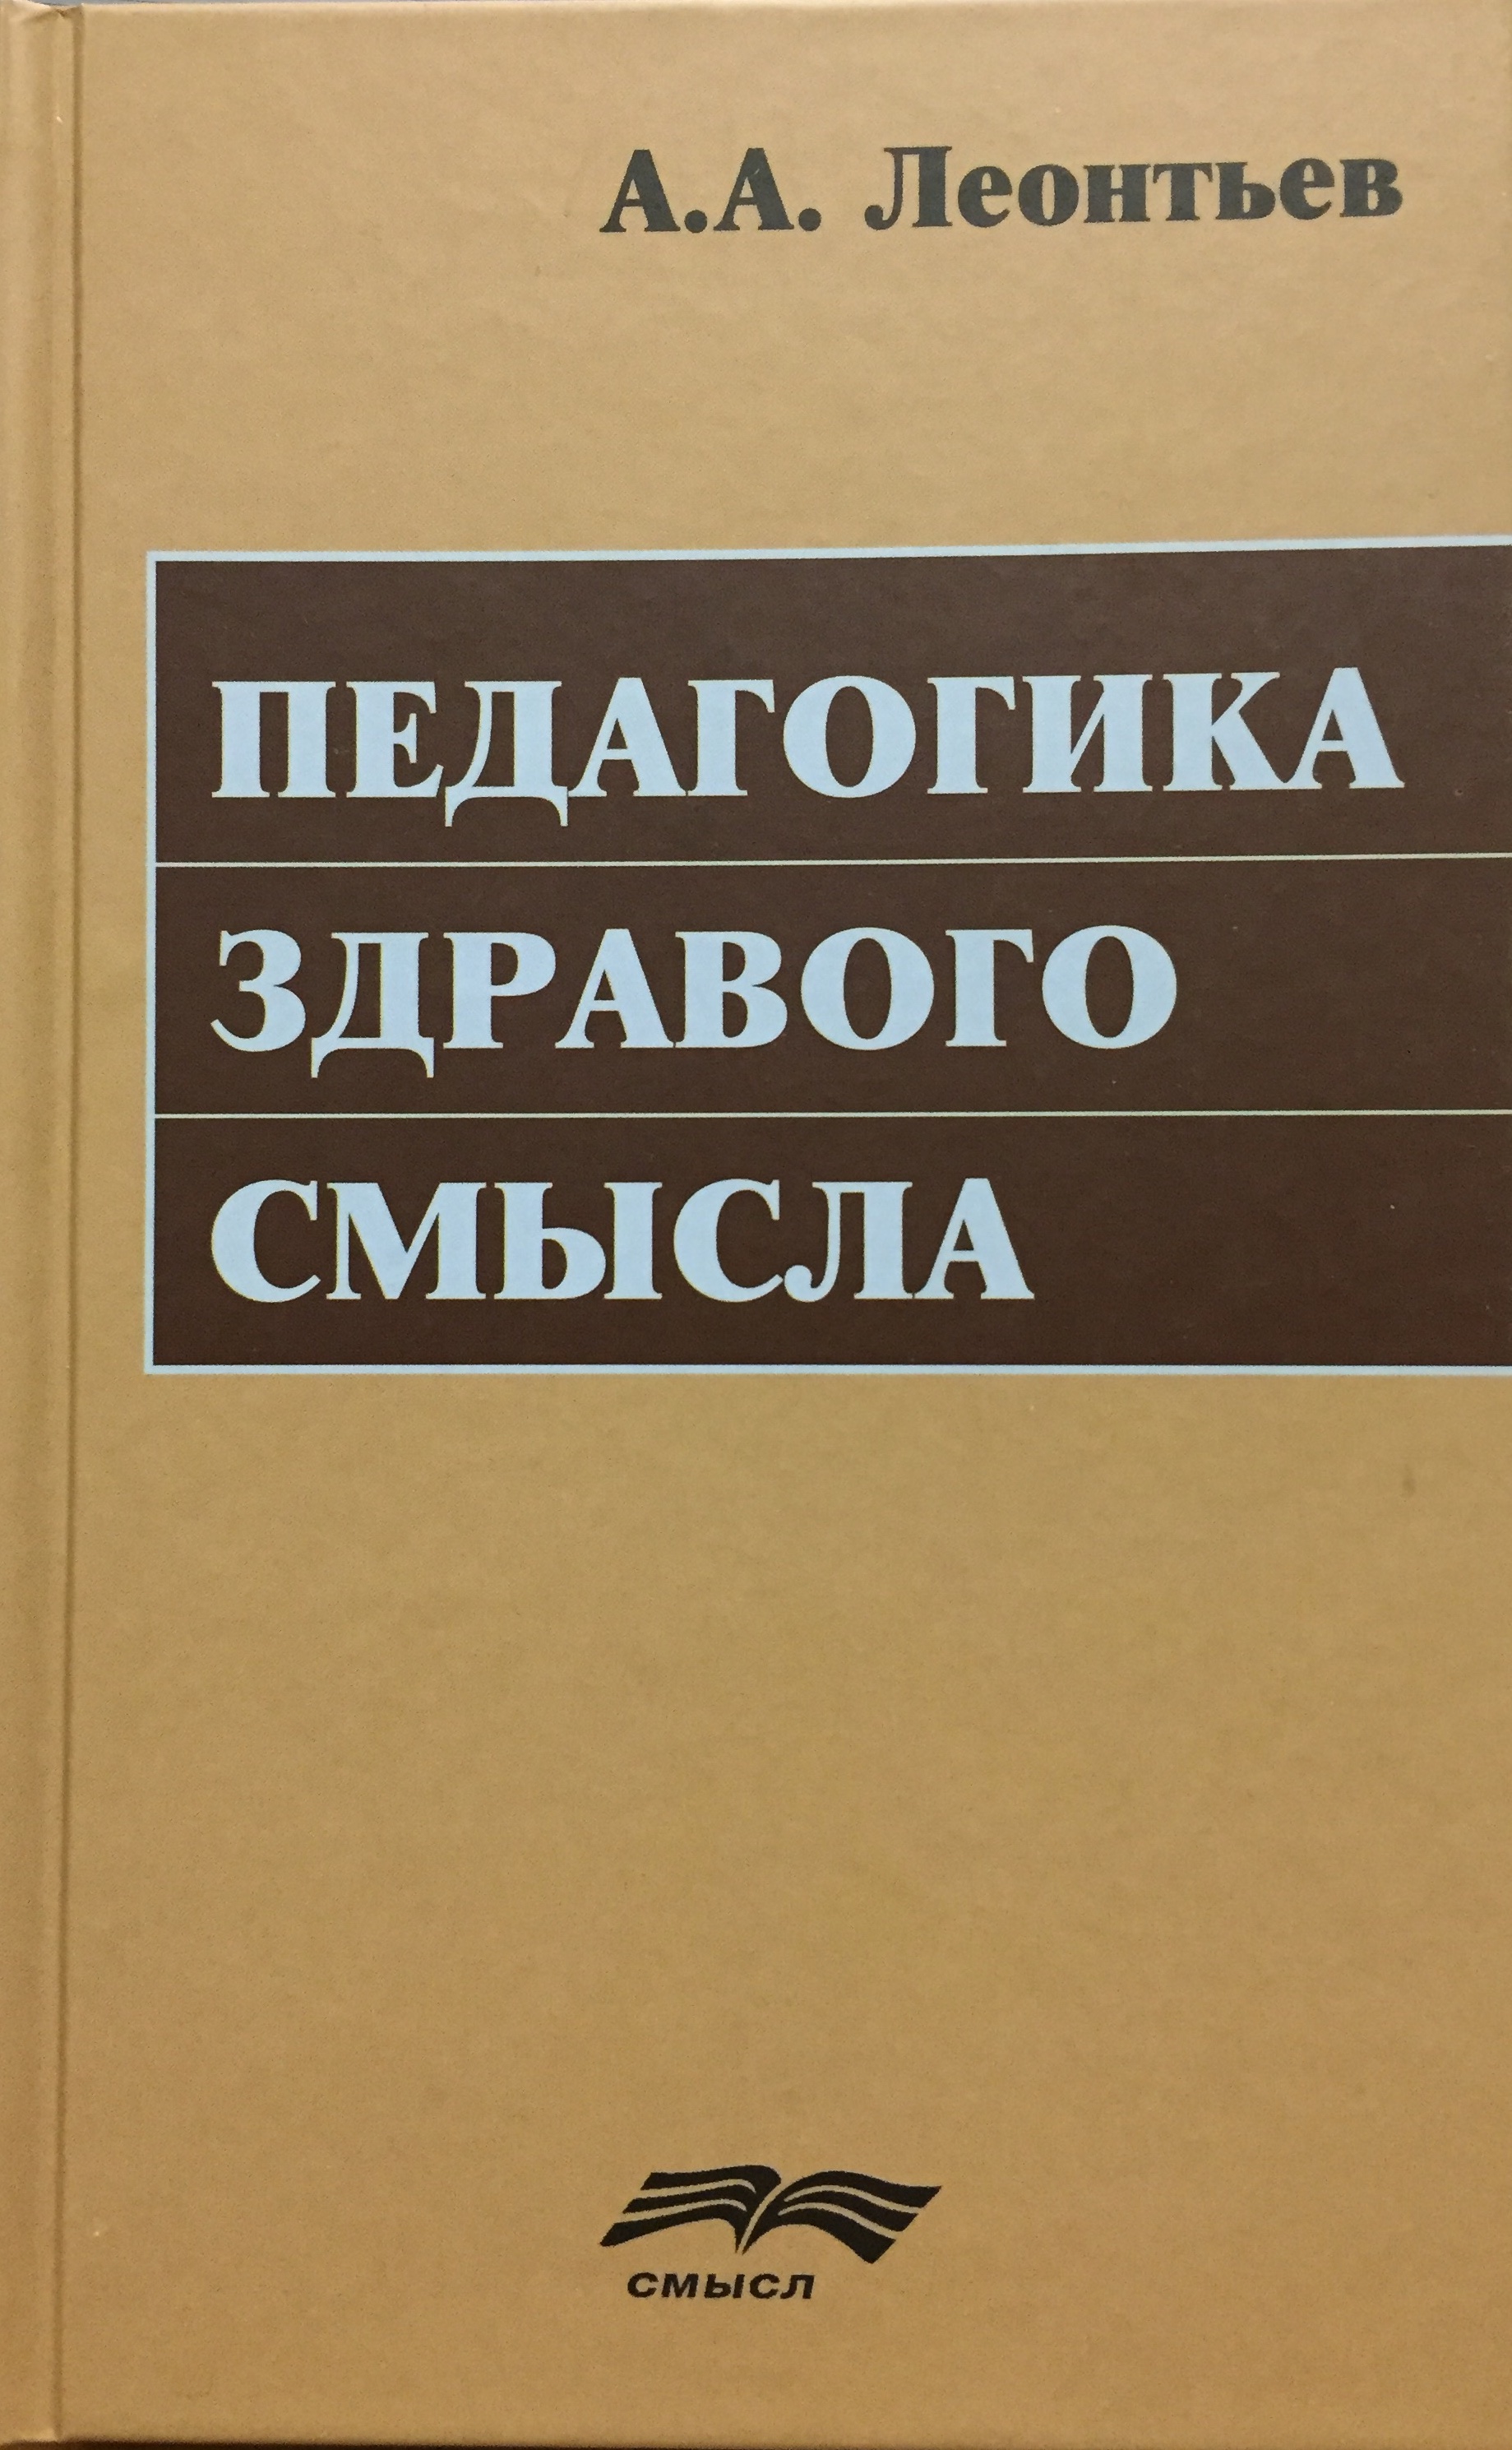 А.А. Леонтьев
ПЕДАГОГИКА
ЗДРАВОГО
СМЫСЛА
СМЫСЛ